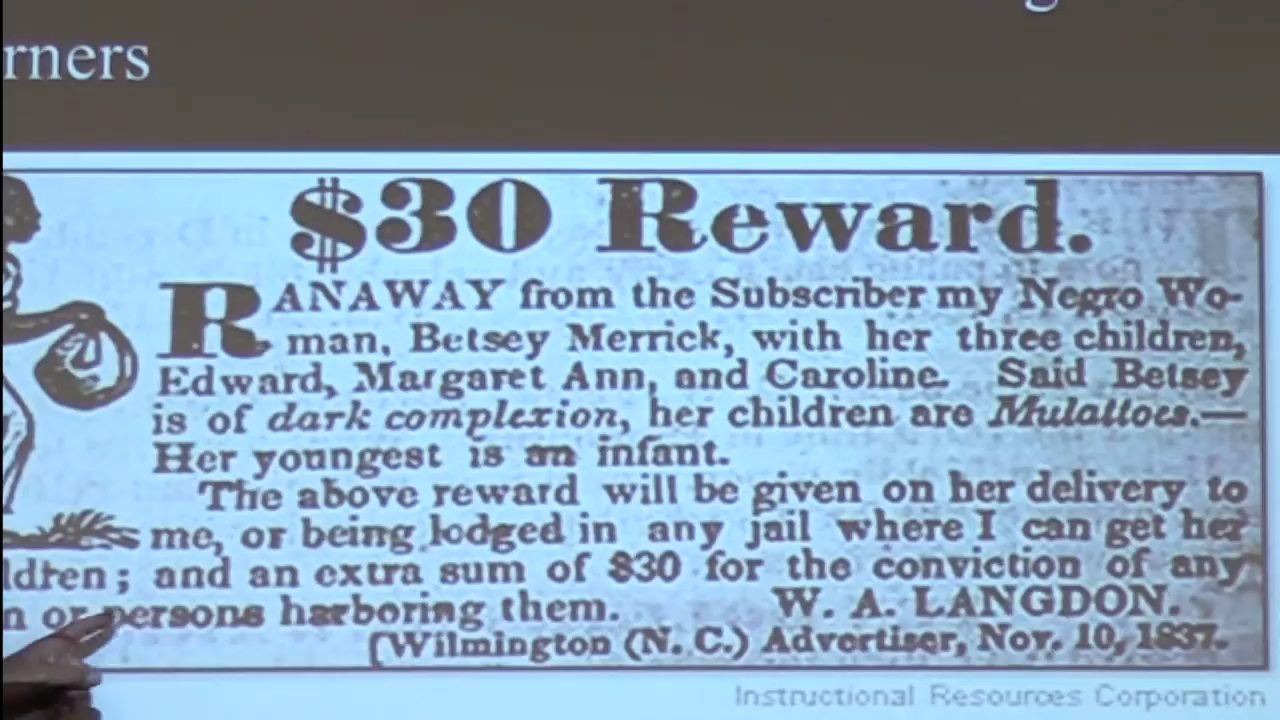 rners
$30 Reward.
RANAWAY from the Subscriber my Negro Wo-
man, Betsey Merrick, with her three children,
Edward, Margaret Ann, and Caroline. Said Betsey
is of dark complexion, her children are Mulattoes.—
Her youngest is an infant.
The above reward will be given on her delivery to
me, or being lodged in any jail where I can get her
ldren; and an extra sum of $30 for the conviction of any
n or persons harboring them. W. A. LANGDON.
[Wilmington (N. C.) Advertiser, Nov. 10, 1837.
Instructional Resources Corporation